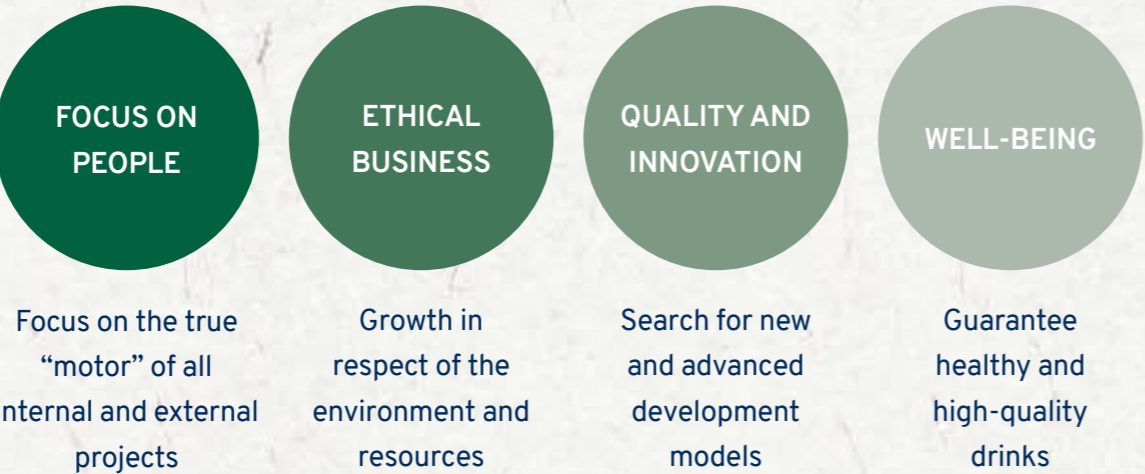 FOCUS ON
PEOPLE
ETHICAL
BUSINESS
QUALITY AND
INNOVATION
WELL-BEING
Focus on the true
“motor” of all
internal and external
projects
Growth in
respect of the
environment and
resources
Search for new
and advanced
development
models
Guarantee
healthy and
high-quality
drinks